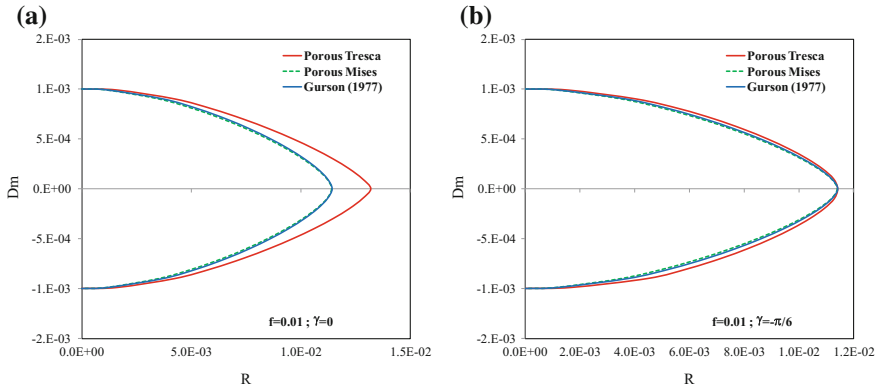 (a)
2.E-03
1.E-03
5.E-04
0.E+00
-5.E-04
-1.E-03
-2.E-03
Dm
0.0E+00
5.0E-03
1.0E-02
1.5E-02
R
Porous Tresca
Porous Mises
Gurson (1977)
f=0.01 ; γ=0
(b)
2.E-03
1.E-03
5.E-04
0.E+00
-5.E-04
-1.E-03
-2.E-03
Dm
0.0E+00
2.0E-03
4.0E-03
6.0E-03
8.0E-03
1.0E-02
1.2E-02
R
Porous Tresca
Porous Mises
Gurson (1977)
f=0.01 ; γ=-π/6